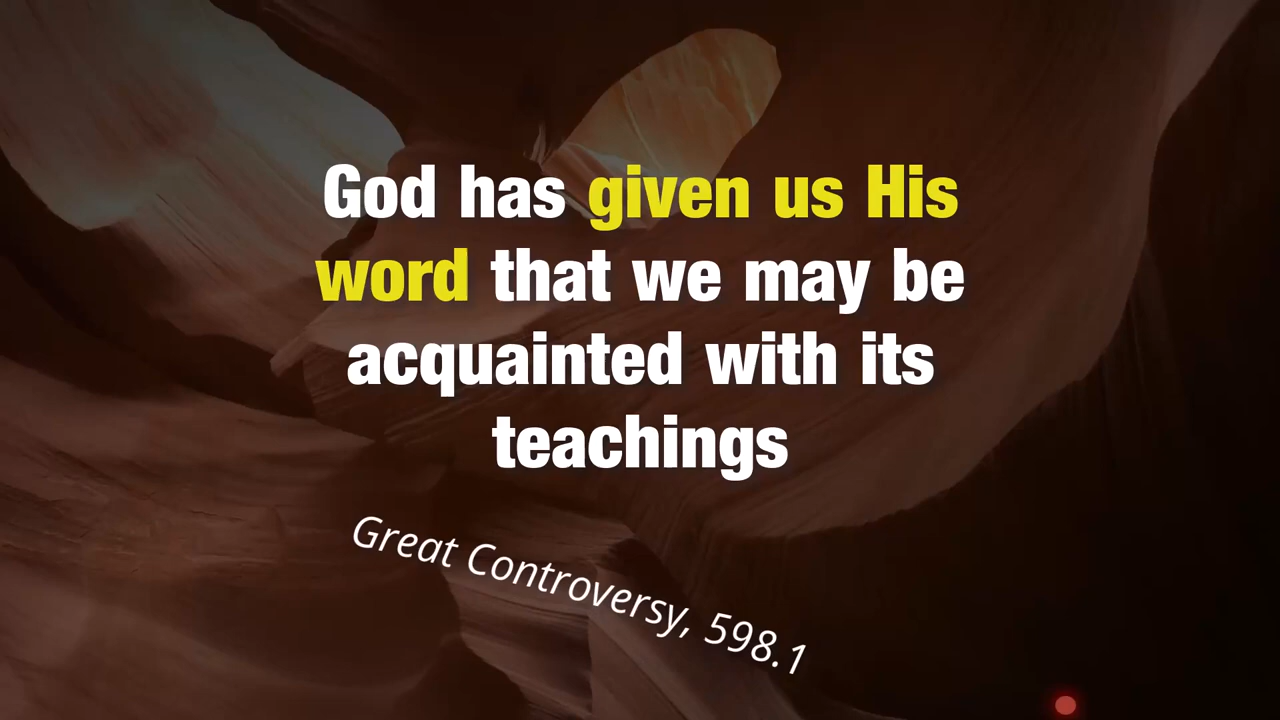 God has given us His
word that we may be
acquainted with its
teachings
Great Controversy, 598.1